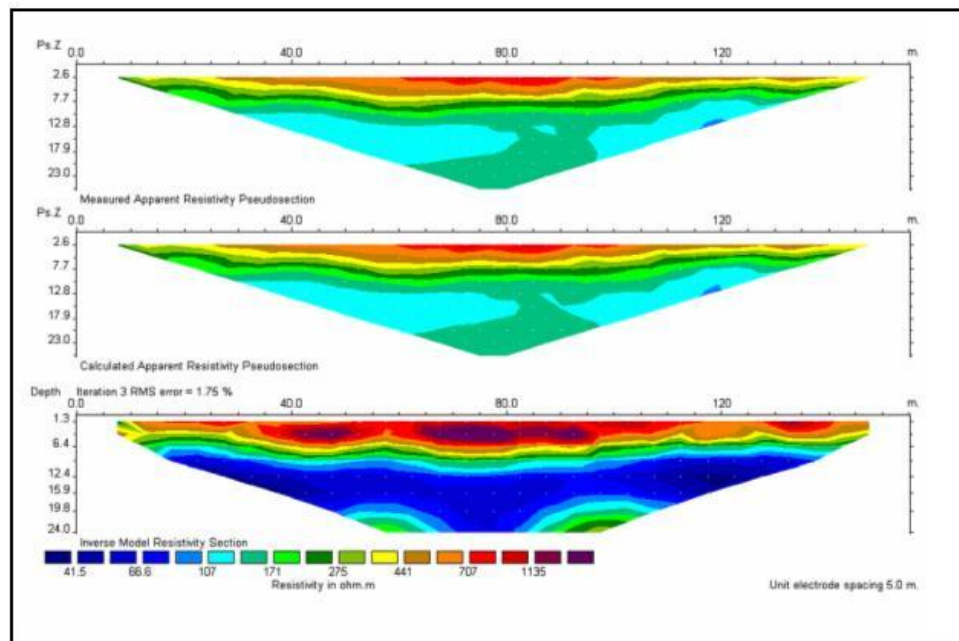 Ps.Z 0.0 40.0 80.0 120 m.
2.6
7.7
12.8
17.9
23.0
Measured Apparent Resistivity Pseudosection
Ps.Z 0.0 40.0 80.0 120 m.
2.6
7.7
12.8
17.9
23.0
Calculated Apparent Resistivity Pseudosection
Depth Iteration 3 RMS error = 1.75 %
0.0 40.0 80.0 120 m.
1.3
6.4
12.4
15.9
19.8
24.0
Inverse Model Resistivity Section
41.5 66.6 107 171 275 441 707 1135
Resistivity in ohm.m Unit electrode spacing 5.0 m.